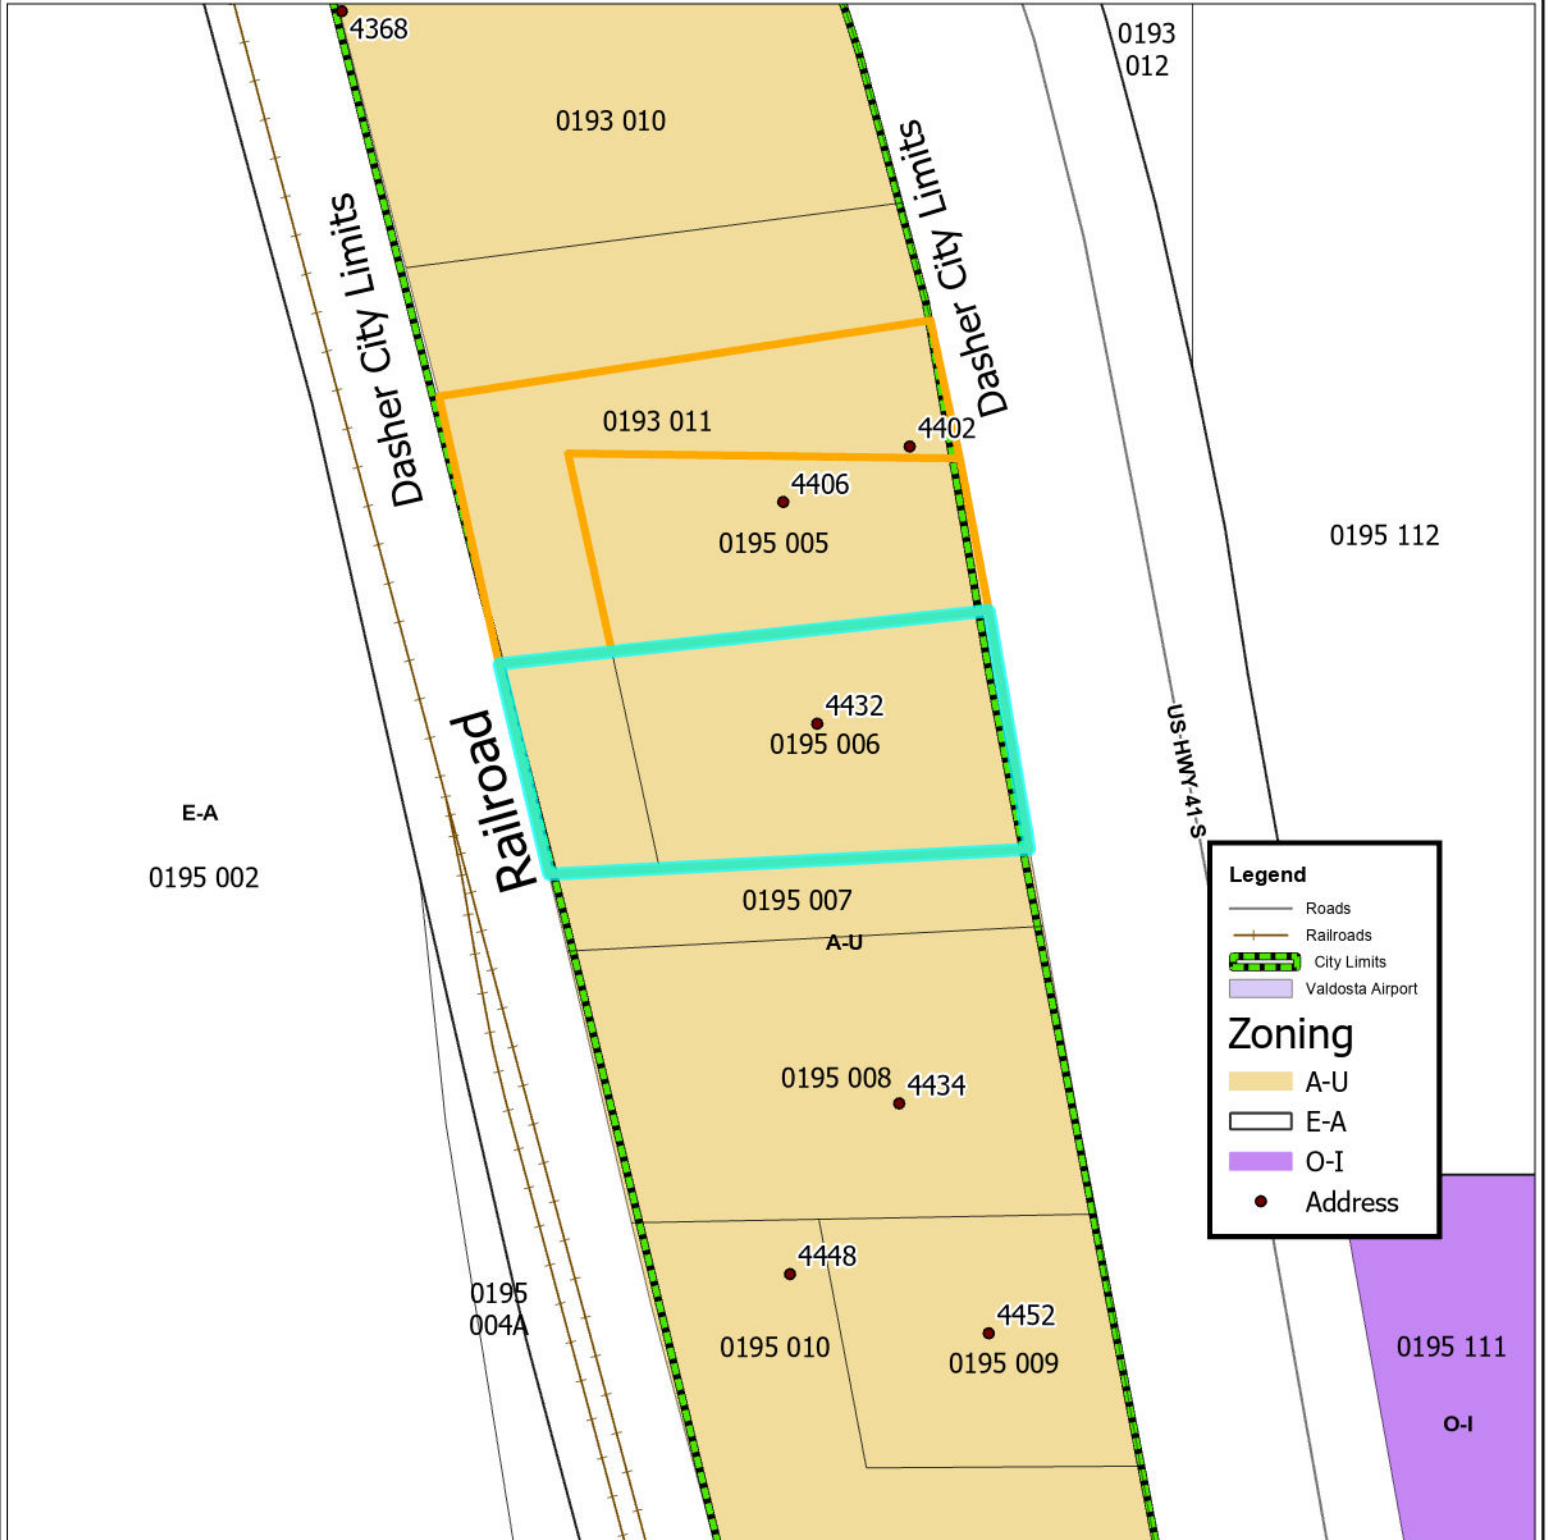 4368
0193
012
0193 010
Dasher City Limits
Dasher City Limits
0193 011
4402
4406
0195 005
0195 112
4432
0195 006
US-HWY-41-S
Railroad
E-A
0195 002
0195 007
A-U
0195 008
4434
4448
0195
004A
4452
0195 010
0195 009
0195 111
O-I
Legend
Roads
Railroads
City Limits
Valdosta Airport
Zoning
A-U
E-A
O-I
Address